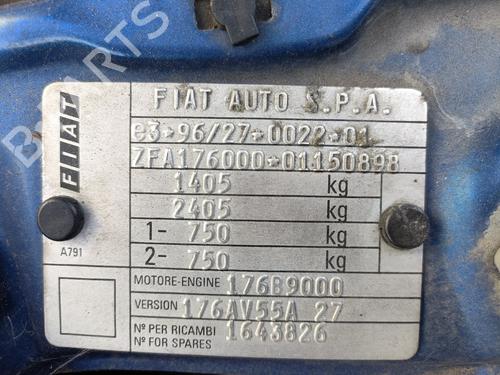 FIAT AUTO S.P.A.
e3*96/27*0022*01
ZFA176000*01150898
1405 kg
2405 kg
1- 750 kg
2- 750 kg
FIAT
A791
MOTORE-ENGINE 176B9000
VERSION 176AV55A 27
Nº PER RICAMBI
Nº FOR SPARES 1643826
B-PARTS